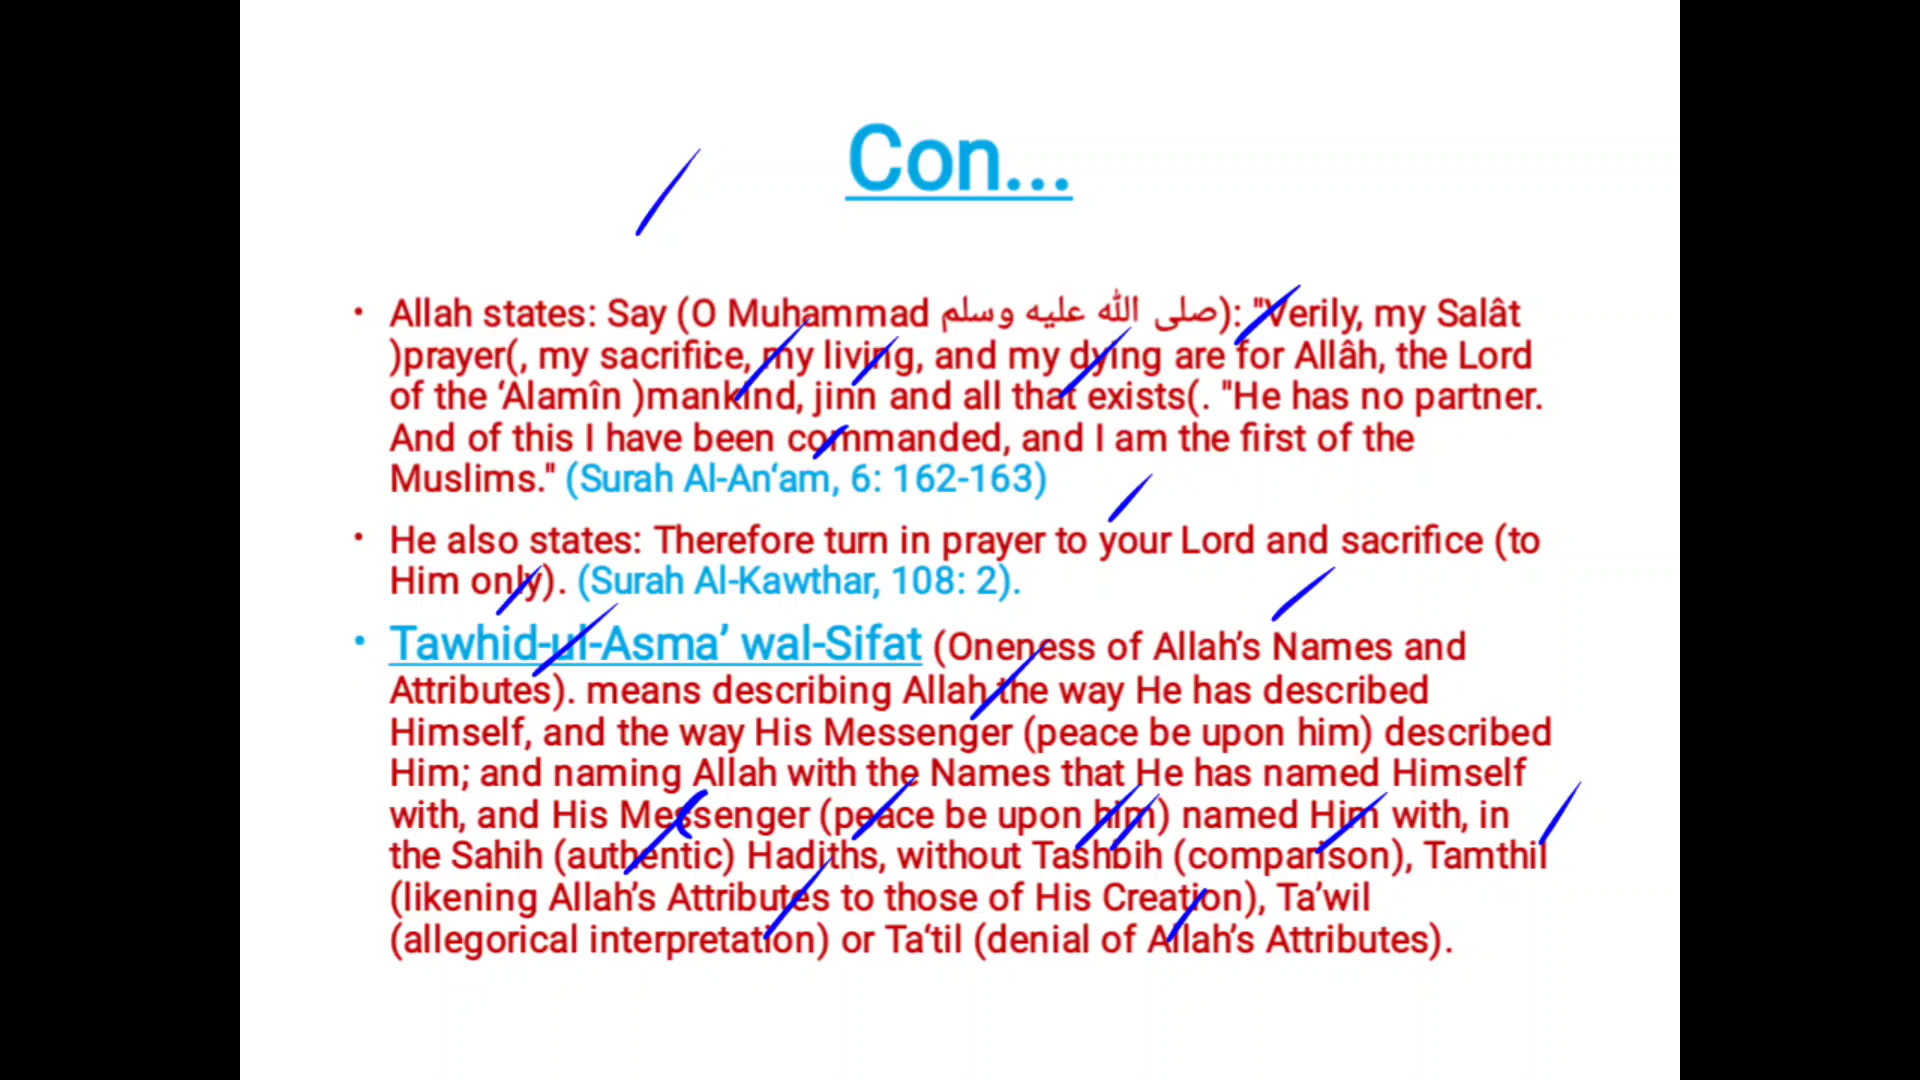 Con...
• Allah states: Say (O Muhammad صلى الله عليه وسلم): "Verily, my Salât
)prayer(, my sacrifice, my living, and my dying are for Allâh, the Lord
of the ‘Alamîn )mankind, jinn and all that exists(. "He has no partner.
And of this I have been commanded, and I am the first of the
Muslims." (Surah Al-An‘am, 6: 162-163)
• He also states: Therefore turn in prayer to your Lord and sacrifice (to
Him only). (Surah Al-Kawthar, 108: 2).
• Tawhid-ul-Asma’ wal-Sifat (Oneness of Allah’s Names and
Attributes). means describing Allah the way He has described
Himself, and the way His Messenger (peace be upon him) described
Him; and naming Allah with the Names that He has named Himself
with, and His Messenger (peace be upon him) named Him with, in
the Sahih (authentic) Hadiths, without Tashbih (comparison), Tamthil
(likening Allah’s Attributes to those of His Creation), Ta’wil
(allegorical interpretation) or Ta‘til (denial of Allah’s Attributes).